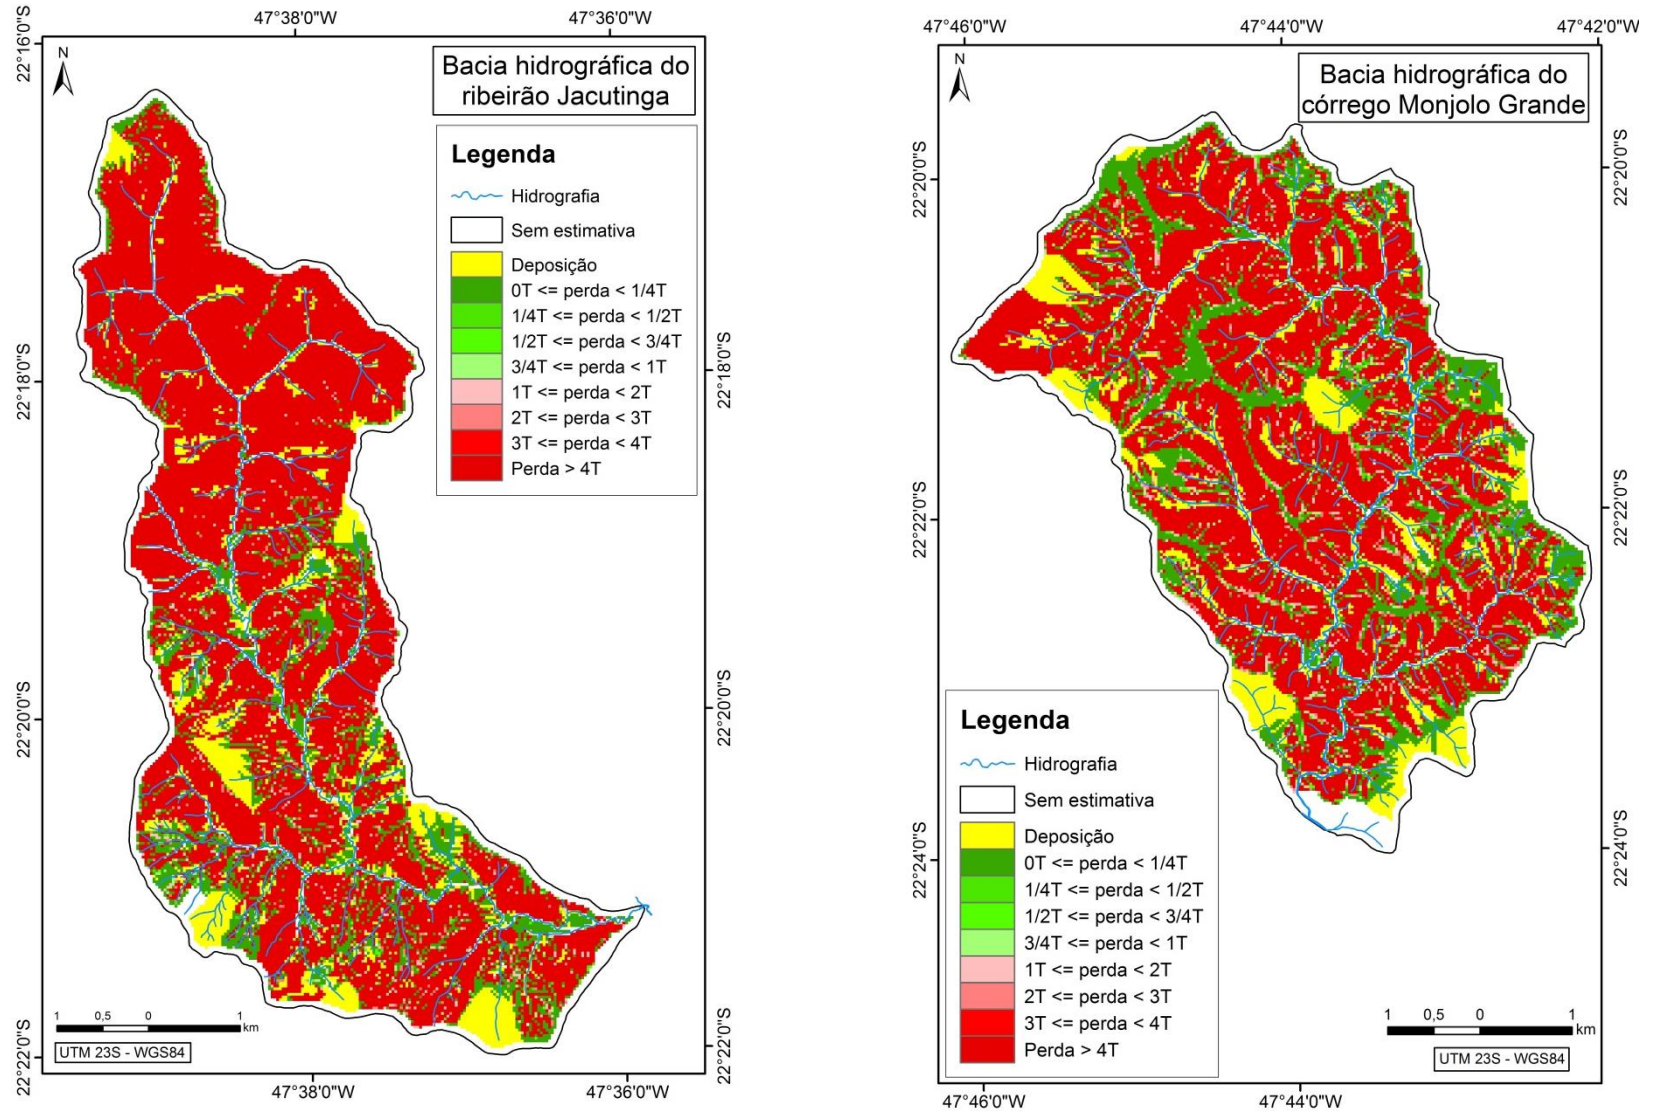 47°38'0"W
47°36'0"W
22°16'0"S
N
Bacia hidrográfica do
ribeirão Jacutinga
Legenda
Hidrografia
Sem estimativa
Deposição
0T <= perda < 1/4T
1/4T <= perda < 1/2T
1/2T <= perda < 3/4T
3/4T <= perda < 1T
1T <= perda < 2T
2T <= perda < 3T
3T <= perda < 4T
Perda > 4T
22°18'0"S
22°18'0"S
22°20'0"S
22°20'0"S
22°22'0"S
22°22'0"S
1 0,5 0 1
km
UTM 23S - WGS84
47°38'0"W
47°36'0"W
47°46'0"W
47°44'0"W
47°42'0"W
N
Bacia hidrográfica do
córrego Monjolo Grande
22°20'0"S
22°20'0"S
22°22'0"S
22°22'0"S
22°24'0"S
22°24'0"S
Legenda
Hidrografia
Sem estimativa
Deposição
0T <= perda < 1/4T
1/4T <= perda < 1/2T
1/2T <= perda < 3/4T
3/4T <= perda < 1T
1T <= perda < 2T
2T <= perda < 3T
3T <= perda < 4T
Perda > 4T
1 0,5 0 1
km
UTM 23S - WGS84
47°46'0"W
47°44'0"W